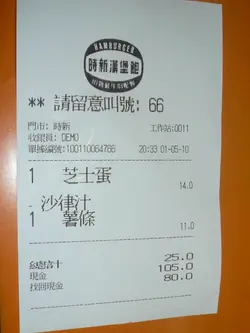 HAMBURGER
時新漢堡飽
** 請留意叫號: 66
門市: 時新 工作站:0011
收銀員: DEMO
單據編號:100110064766 20:33 01-05-10
1 芝士蛋 14.0
- 沙律汁
1 薯條 11.0
總計 25.0
現金 105.0
找回現金 80.0